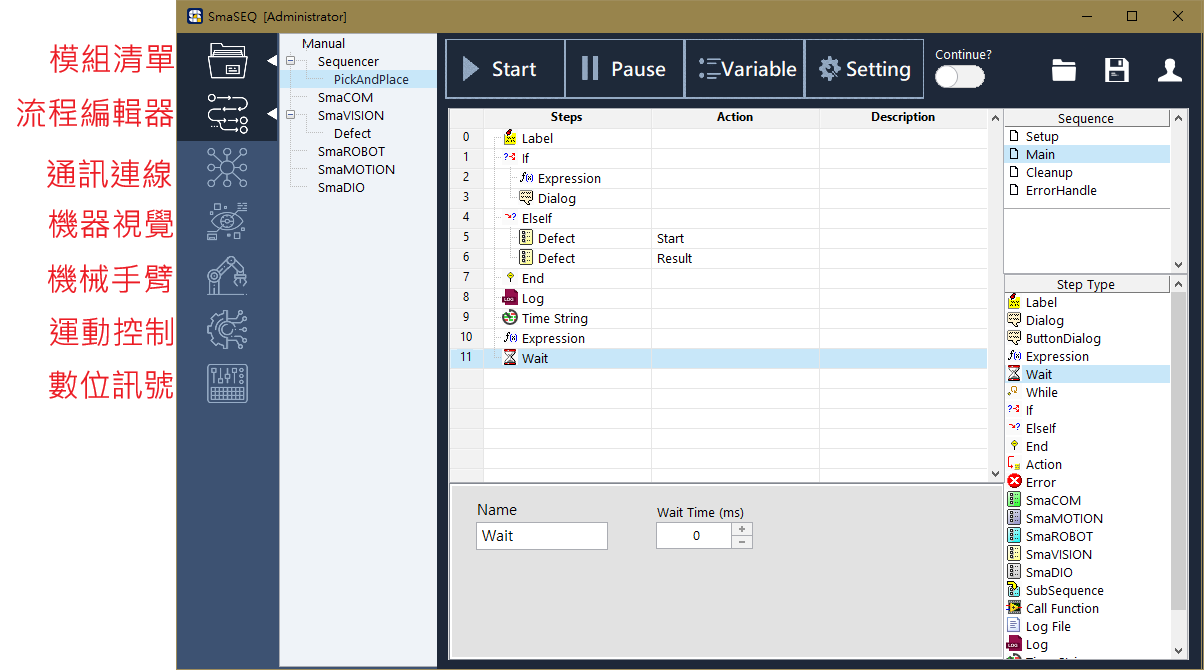 SmaSEQ [Administrator]
模組清單
流程編輯器
通訊連線
機器視覺
機械手臂
運動控制
數位訊號
Manual
Sequencer
PickAndPlace
SmaCOM
SmaVISION
Defect
SmaROBOT
SmaMOTION
SmaDIO
Start
Pause
Variable
Setting
Continue?
Steps Action Description
0 Label
1 If
2 Expression
3 Dialog
4 ElseIf
5 Defect Start
6 Defect Result
7 End
8 Log
9 Time String
10 Expression
11 Wait
Sequence
Setup
Main
Cleanup
ErrorHandle
Step Type
Label
Dialog
ButtonDialog
Expression
Wait
While
If
ElseIf
End
Action
Error
SmaCOM
SmaMOTION
SmaROBOT
SmaVISION
SmaDIO
SubSequence
Call Function
Log File
Log
Name
Wait
Wait Time (ms)
0